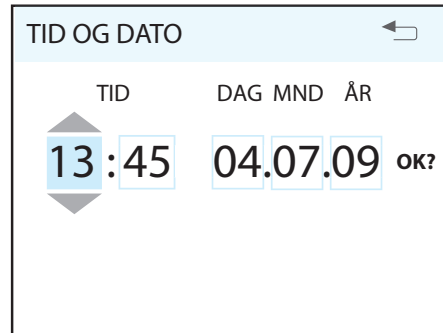 TID OG DATO
TID DAG MND ÅR
13 : 45 04.07.09 OK?